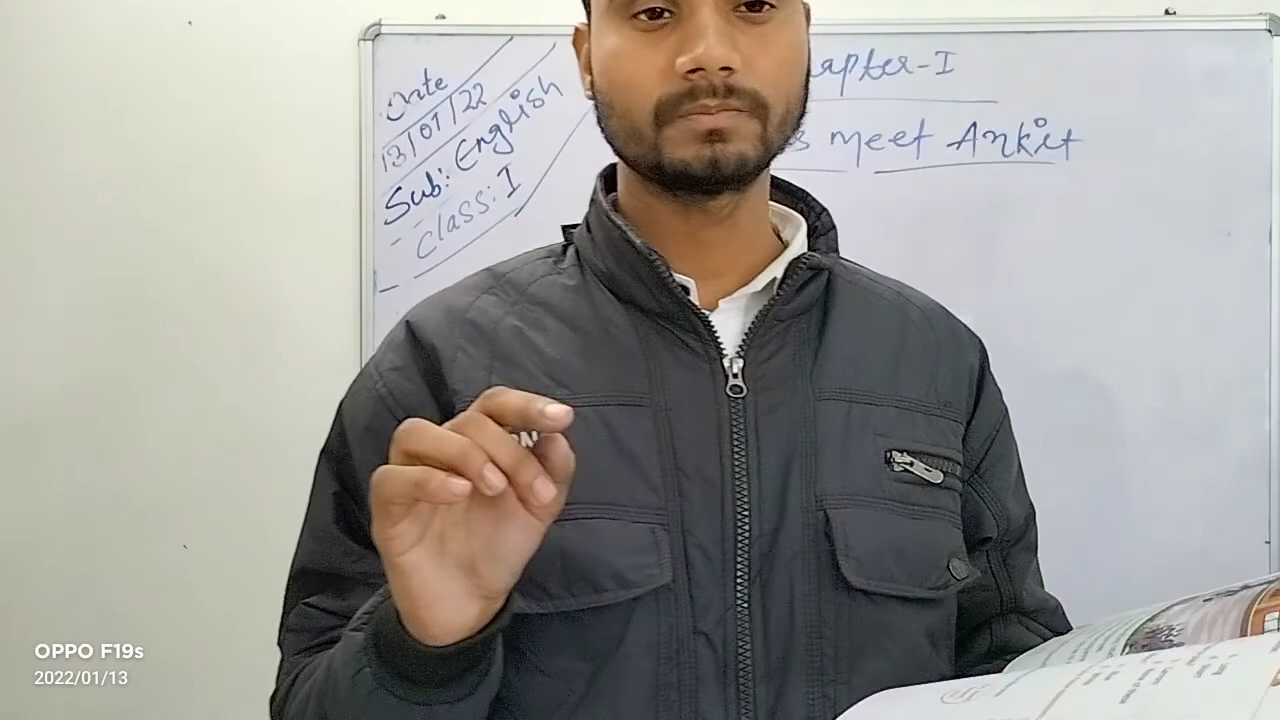 Date
13/01/22
Sub: English
Class: I
apter-I
s meet Ankit
OPPO F19s
2022/01/13